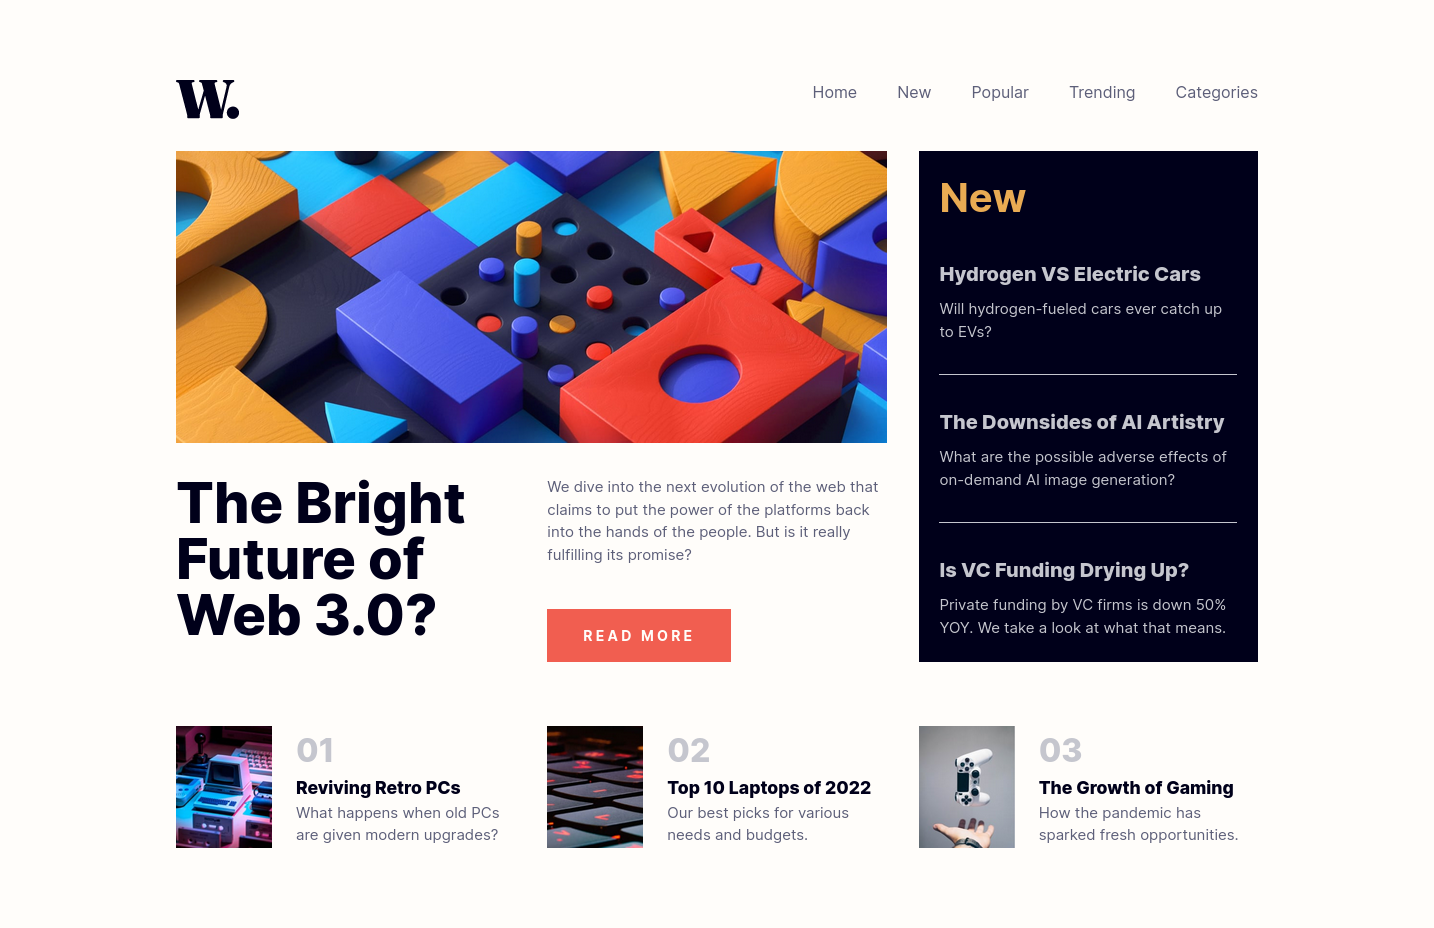 W.
Home New Popular Trending Categories
The Bright
Future of
Web 3.0?
We dive into the next evolution of the web that
claims to put the power of the platforms back
into the hands of the people. But is it really
fulfilling its promise?
READ MORE
New
Hydrogen VS Electric Cars
Will hydrogen-fueled cars ever catch up
to EVs?
The Downsides of AI Artistry
What are the possible adverse effects of
on-demand AI image generation?
Is VC Funding Drying Up?
Private funding by VC firms is down 50%
YOY. We take a look at what that means.
01
Reviving Retro PCs
What happens when old PCs
are given modern upgrades?
02
Top 10 Laptops of 2022
Our best picks for various
needs and budgets.
03
The Growth of Gaming
How the pandemic has
sparked fresh opportunities.